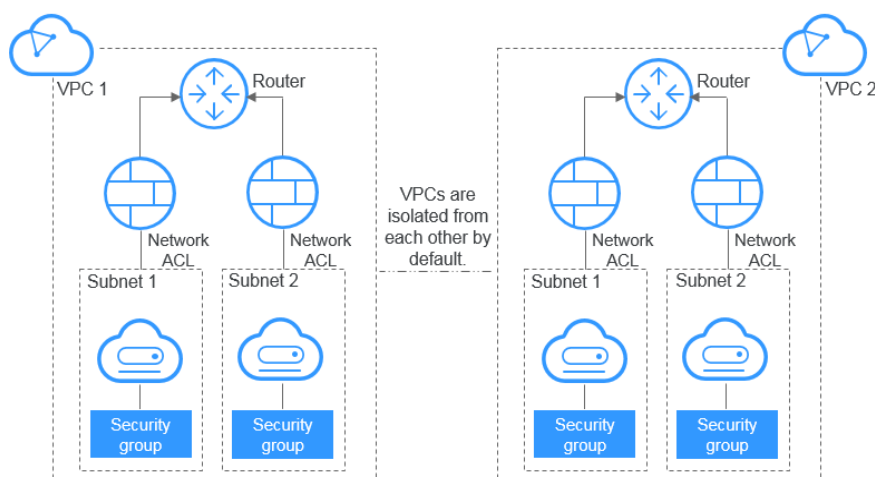 VPC 1
Router
Network
ACL
Network
ACL
Subnet 1
Subnet 2
Security
group
Security
group
VPCs are
isolated from
each other by
default.
VPC 2
Router
Network
ACL
Network
ACL
Subnet 1
Subnet 2
Security
group
Security
group